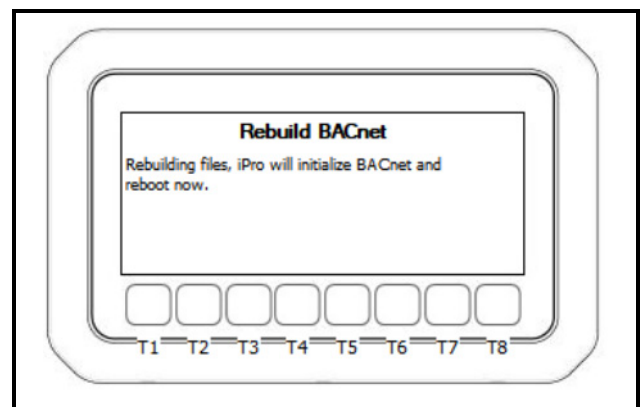 Rebuild BACnet
Rebuilding files, iPro will initialize BACnet and
reboot now.
T1 T2 T3 T4 T5 T6 T7 T8